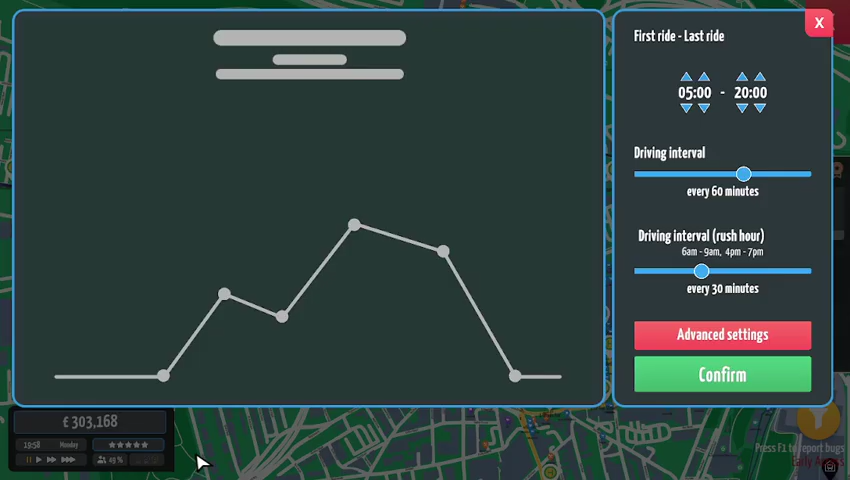 X
First ride - Last ride
05:00 - 20:00
Driving interval
every 60 minutes
Driving interval (rush hour)
6am - 9am, 4pm - 7pm
every 30 minutes
Advanced settings
Confirm
£ 303,168
19:58 Monday
49 %
Press F1 to report bugs
Early Access